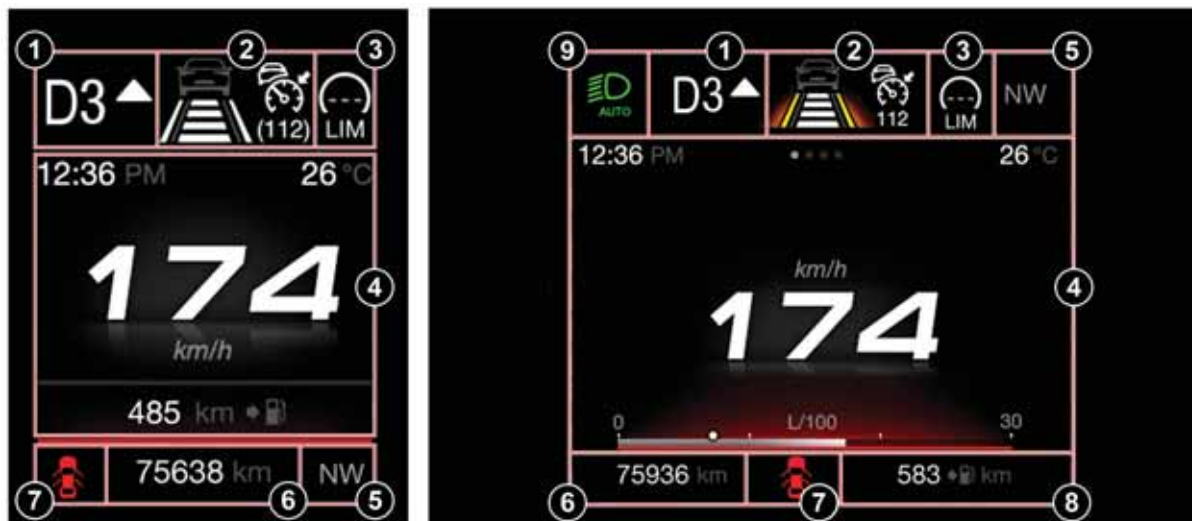 1 2 3
D3
(112) LIM
12:36 PM 26 °C
174
4
km/h
485 km
7 75638 km 6 NW 5
9 1 2 3 5
AUTO D3 112 LIM NW
12:36 PM 26 °C
km/h
4
174
0 L/100 30
75936 km 583 km
6 7 8